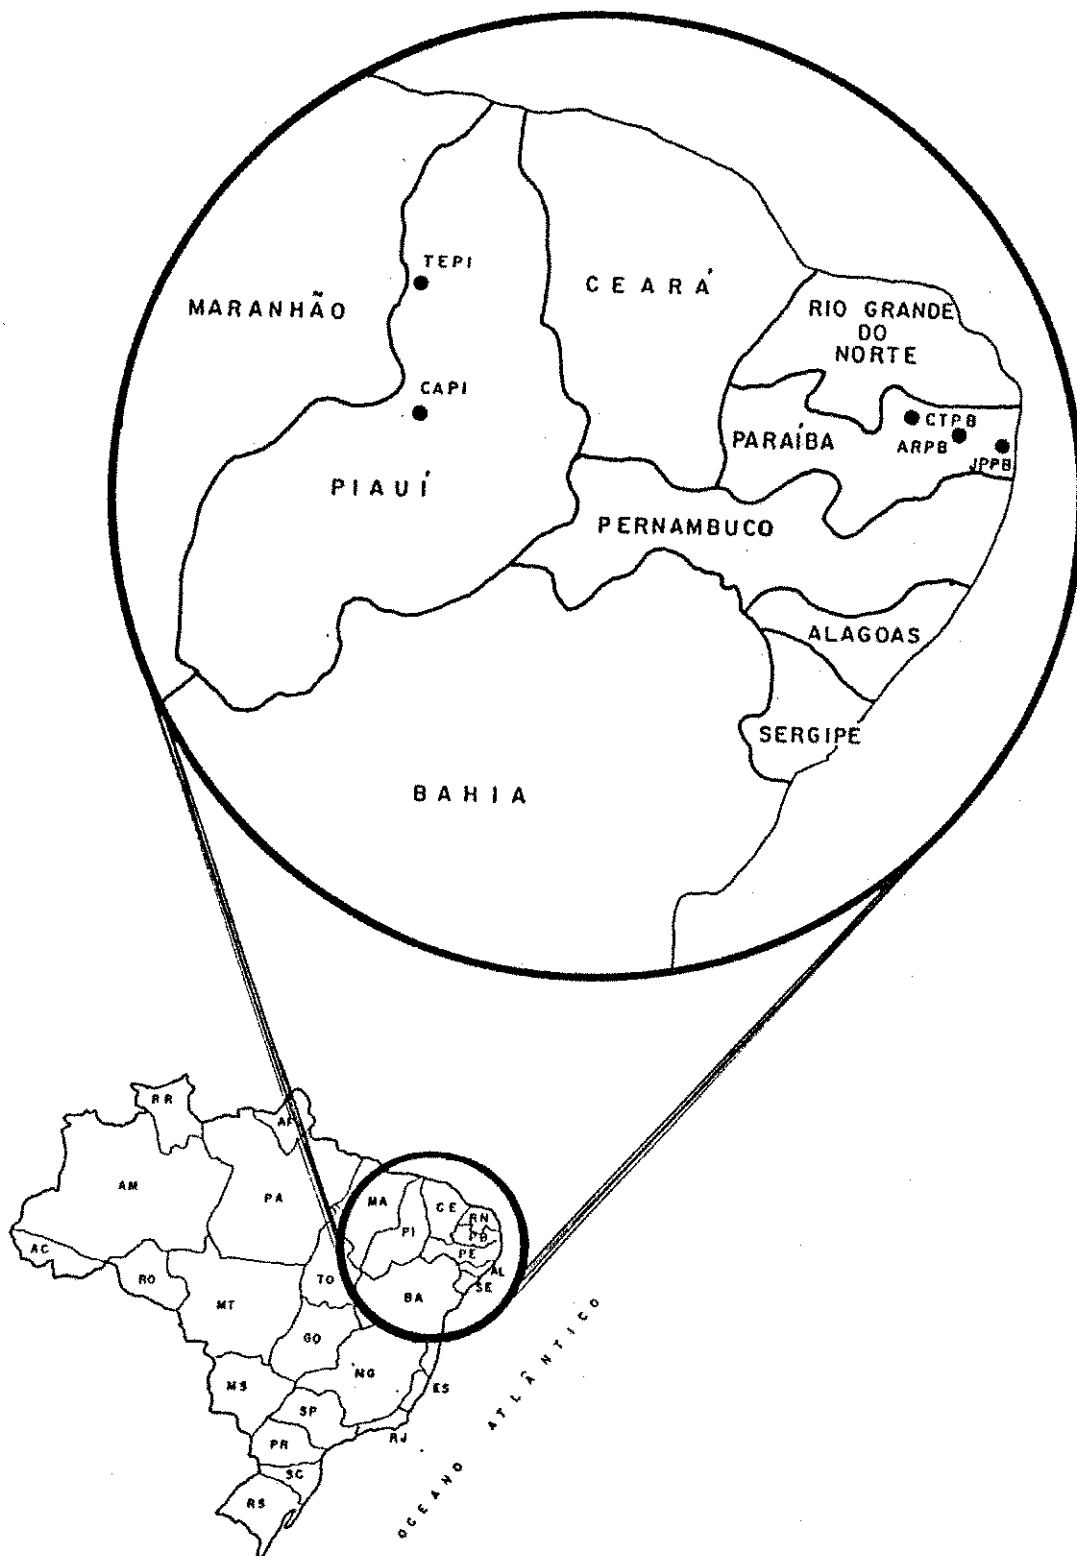 TEPI
CEARÁ
MARANHÃO
RIO GRANDE
DO
NORTE
CAPI
CTPB
PARAÍBA
ARPB
JPPB
PIAUÍ
PERNAMBUCO
ALAGOAS
SERGIPE
BAHIA
RR
AP
AM
PA
MA
CE
RN
PI
PB
PE
AC
RO
TO
AL
SE
MT
BA
GO
MG
MS
ES
SP
RJ
PR
SC
RS
OCEANO ATLÂNTICO